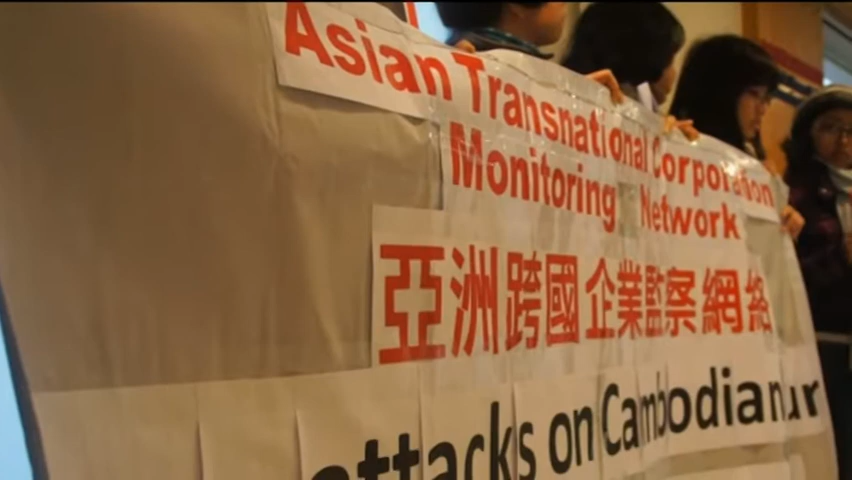 Asian Transnational Corporation
Monitoring Network
亞洲跨國企業監察網絡
attacks on Cambodian